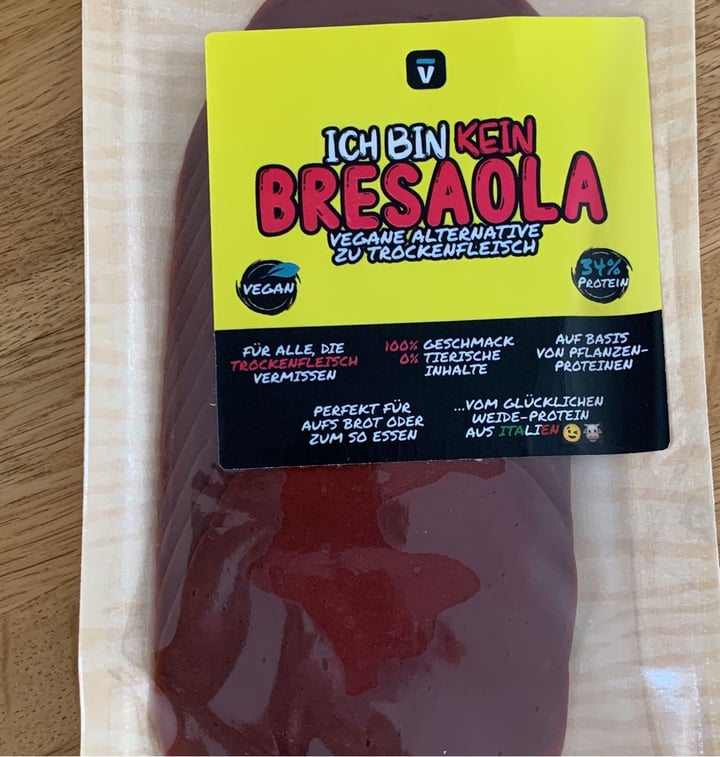 V
ICH BIN KEIN
BRESAOLA
VEGANE ALTERNATIVE
ZU TROCKENFLEISCH
VEGAN
34%
PROTEIN
FÜR ALLE, DIE
TROCKENFLEISCH
VERMISSEN
100% GESCHMACK
0% TIERISCHE
INHALTE
AUF BASIS
VON PFLANZEN-
PROTEINEN
PERFEKT FÜR
AUFS BROT ODER
ZUM SO ESSEN
...VOM GLÜCKLICHEN
WEIDE-PROTEIN
AUS ITALIEN 😉🐮